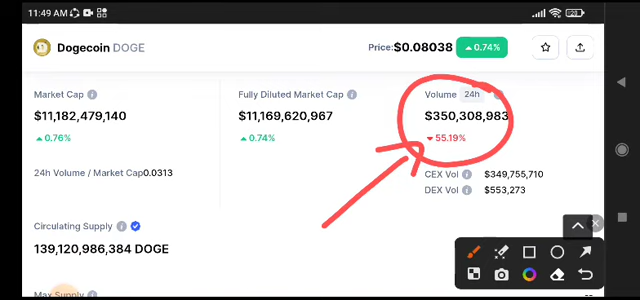 11:49 AM
23
Dogecoin DOGE
Price: $0.08038 0.74%
Market Cap
$11,182,479,140
0.76%
Fully Diluted Market Cap
$11,169,620,967
0.74%
Volume 24h
$350,308,983
55.19%
24h Volume / Market Cap 0.0313
CEX Vol $349,755,710
DEX Vol $553,273
Circulating Supply
139,120,986,384 DOGE
Max Supply